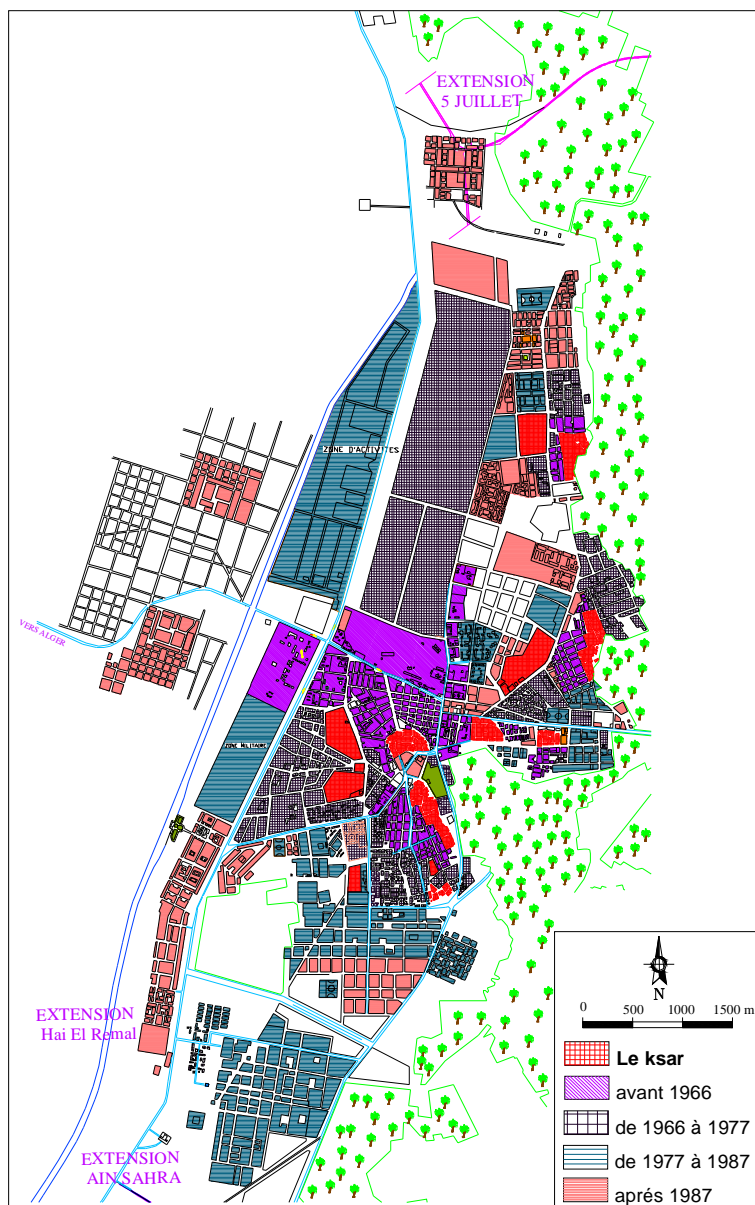 EXTENSION
5 JUILLET
ZONE D'ACTIVITES
VERS ALGER
ZONE MILITAIRE
EXTENSION
Hai El Remal
EXTENSION
AIN SAHRA
N
0 500 1000 1500 m
Le ksar
avant 1966
de 1966 à 1977
de 1977 à 1987
aprés 1987